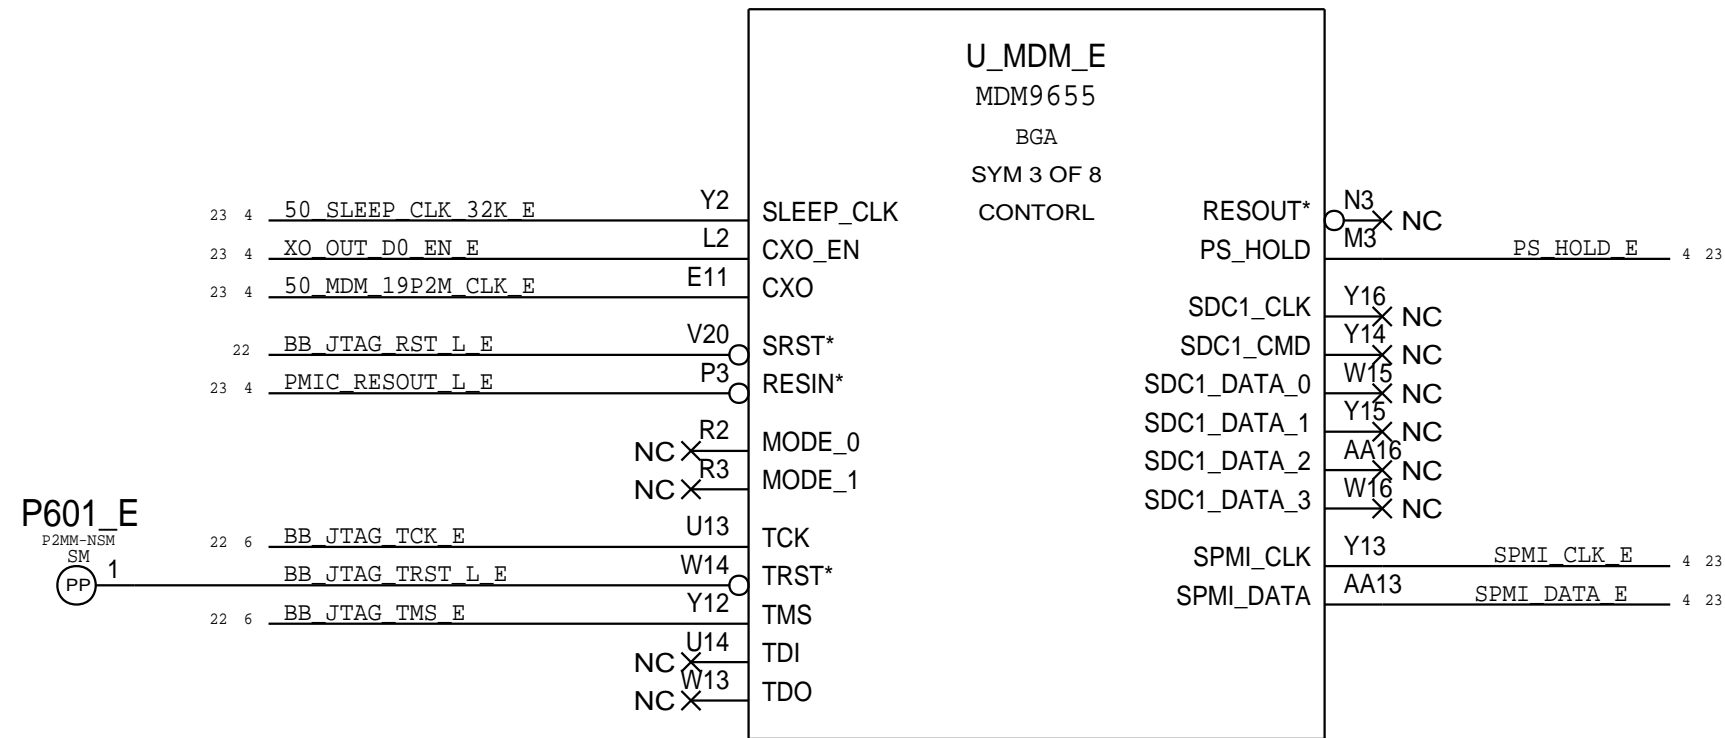 U_MDM_E
MDM9655
BGA
SYM 3 OF 8
CONTORL
23 4 50_SLEEP_CLK_32K_E Y2 SLEEP_CLK
23 4 XO_OUT_D0_EN_E L2 CXO_EN
23 4 50_MDM_19P2M_CLK_E E11 CXO
22 BB_JTAG_RST_L_E V20 SRST*
23 4 PMIC_RESOUT_L_E P3 RESIN*
NC R2 MODE_0
NC R3 MODE_1
P601_E
P2MM-NSM
SM
PP 1
22 6 BB_JTAG_TCK_E U13 TCK
BB_JTAG_TRST_L_E W14 TRST*
22 6 BB_JTAG_TMS_E Y12 TMS
NC U14 TDI
NC W13 TDO
RESOUT* N3 NC
PS_HOLD M3 PS_HOLD_E 4 23
SDC1_CLK Y16 NC
SDC1_CMD Y14 NC
SDC1_DATA_0 W15 NC
SDC1_DATA_1 Y15 NC
SDC1_DATA_2 AA16 NC
SDC1_DATA_3 W16 NC
SPMI_CLK Y13 SPMI_CLK_E 4 23
SPMI_DATA AA13 SPMI_DATA_E 4 23